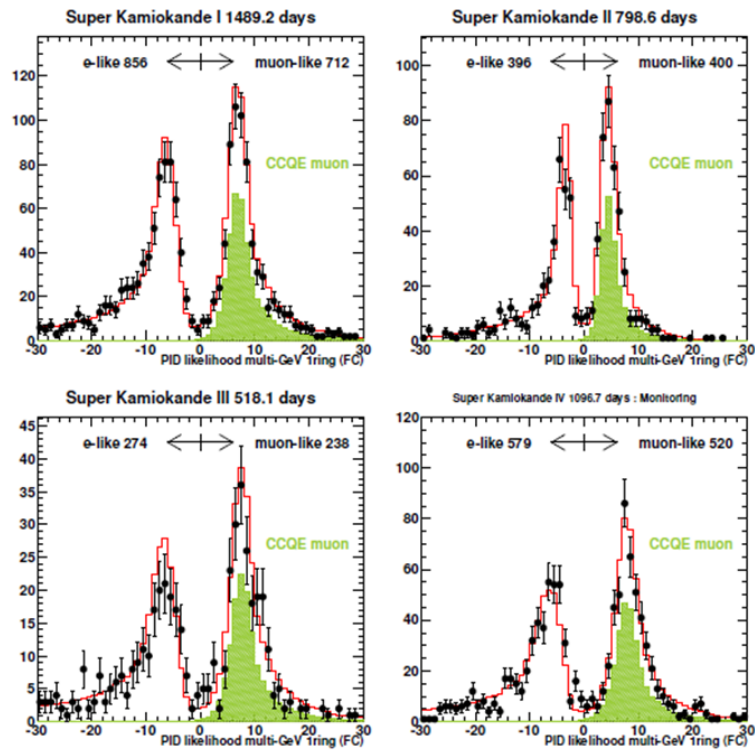 Super Kamiokande I 1489.2 days
e-like 856 muon-like 712
CCQE muon
120
100
80
60
40
20
0
-30 -20 -10 0 10 20 30
PID likelihood multi-GeV 1ring (FC)
Super Kamiokande II 798.6 days
e-like 396 muon-like 400
CCQE muon
100
80
60
40
20
0
-30 -20 -10 0 10 20 30
PID likelihood multi-GeV 1ring (FC)
Super Kamiokande III 518.1 days
e-like 274 muon-like 238
CCQE muon
45
40
35
30
25
20
15
10
5
0
-30 -20 -10 0 10 20 30
PID likelihood multi-GeV 1ring (FC)
Super Kamiokande IV 1096.7 days : Monitoring
e-like 579 muon-like 520
CCQE muon
120
100
80
60
40
20
0
-30 -20 -10 0 10 20 30
PID likelihood multi-GeV 1ring (FC)